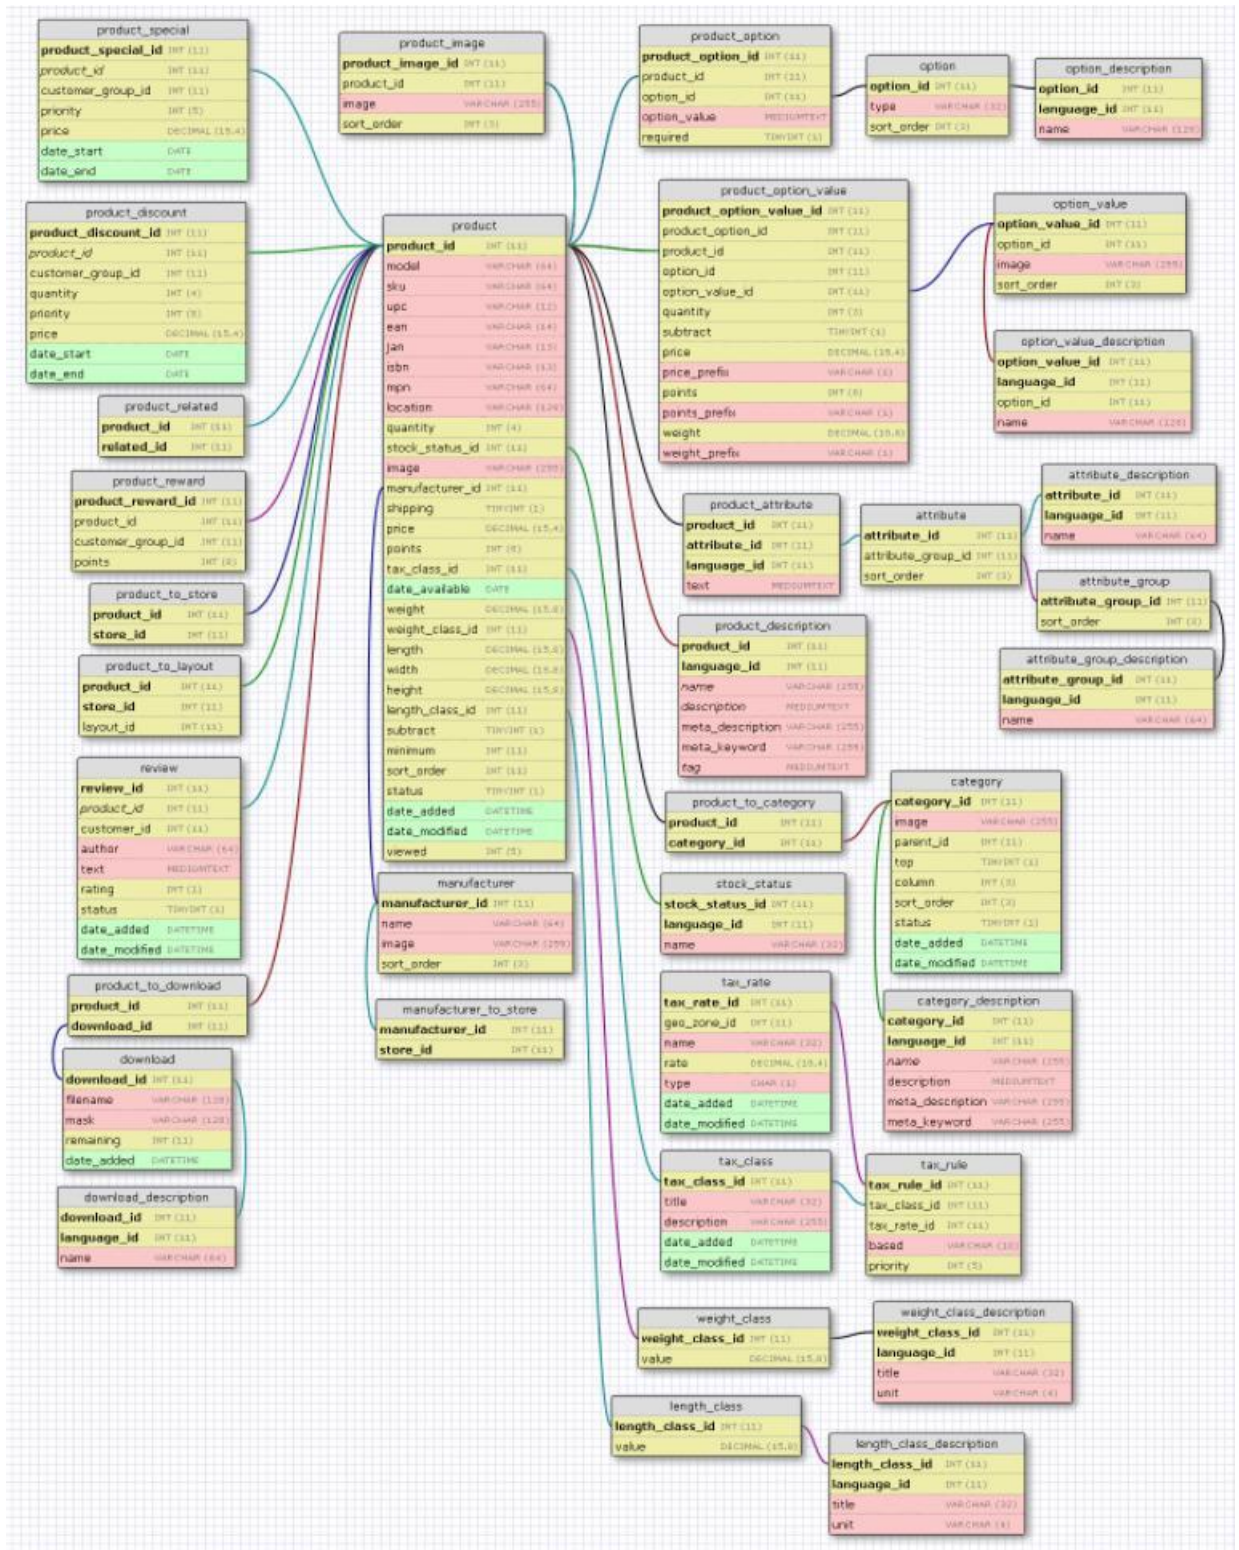 product_special
product_special_id INT (11)
product_id INT (11)
customer_group_id INT (11)
priority INT (5)
price DECIMAL (15,4)
date_start DATE
date_end DATE
product_image
product_image_id INT (11)
product_id INT (11)
image VARCHAR (255)
sort_order INT (3)
product_option
product_option_id INT (11)
product_id INT (11)
option_id INT (11)
option_value MEDIUMTEXT
required TINYINT (1)
option
option_id INT (11)
type VARCHAR (32)
sort_order INT (3)
option_description
option_id INT (11)
language_id INT (11)
name VARCHAR (128)
product_discount
product_discount_id INT (11)
product_id INT (11)
customer_group_id INT (11)
quantity INT (4)
priority INT (5)
price DECIMAL (15,4)
date_start DATE
date_end DATE
product_related
product_id INT (11)
related_id INT (11)
product_reward
product_reward_id INT (11)
product_id INT (11)
customer_group_id INT (11)
points INT (8)
product_to_store
product_id INT (11)
store_id INT (11)
product_to_layout
product_id INT (11)
store_id INT (11)
layout_id INT (11)
review
review_id INT (11)
product_id INT (11)
customer_id INT (11)
author VARCHAR (64)
text MEDIUMTEXT
rating INT (1)
status TINYINT (1)
date_added DATETIME
date_modified DATETIME
product_to_download
product_id INT (11)
download_id INT (11)
download
download_id INT (11)
filename VARCHAR (128)
mask VARCHAR (128)
remaining INT (11)
date_added DATETIME
download_description
download_id INT (11)
language_id INT (11)
name VARCHAR (64)
product
product_id INT (11)
model VARCHAR (64)
sku VARCHAR (64)
upc VARCHAR (12)
ean VARCHAR (14)
jan VARCHAR (13)
isbn VARCHAR (13)
mpn VARCHAR (64)
location VARCHAR (128)
quantity INT (4)
stock_status_id INT (11)
image VARCHAR (255)
manufacturer_id INT (11)
shipping TINYINT (1)
price DECIMAL (15,4)
points INT (8)
tax_class_id INT (11)
date_available DATE
weight DECIMAL (15,8)
weight_class_id INT (11)
length DECIMAL (15,8)
width DECIMAL (15,8)
height DECIMAL (15,8)
length_class_id INT (11)
subtract TINYINT (1)
minimum INT (11)
sort_order INT (11)
status TINYINT (1)
date_added DATETIME
date_modified DATETIME
viewed INT (5)
manufacturer
manufacturer_id INT (11)
name VARCHAR (64)
image VARCHAR (255)
sort_order INT (3)
manufacturer_to_store
manufacturer_id INT (11)
store_id INT (11)
product_option_value
product_option_value_id INT (11)
product_option_id INT (11)
product_id INT (11)
option_id INT (11)
option_value_id INT (11)
quantity INT (3)
subtract TINYINT (1)
price DECIMAL (15,4)
price_prefix VARCHAR (1)
points INT (8)
points_prefix VARCHAR (1)
weight DECIMAL (15,8)
weight_prefix VARCHAR (1)
option_value
option_value_id INT (11)
option_id INT (11)
image VARCHAR (255)
sort_order INT (3)
option_value_description
option_value_id INT (11)
language_id INT (11)
option_id INT (11)
name VARCHAR (128)
product_attribute
product_id INT (11)
attribute_id INT (11)
language_id INT (11)
text MEDIUMTEXT
attribute
attribute_id INT (11)
attribute_group_id INT (11)
sort_order INT (3)
attribute_description
attribute_id INT (11)
language_id INT (11)
name VARCHAR (64)
attribute_group
attribute_group_id INT (11)
sort_order INT (3)
attribute_group_description
attribute_group_id INT (11)
language_id INT (11)
name VARCHAR (64)
product_description
product_id INT (11)
language_id INT (11)
name VARCHAR (255)
description MEDIUMTEXT
meta_description VARCHAR (255)
meta_keyword VARCHAR (255)
tag MEDIUMTEXT
product_to_category
product_id INT (11)
category_id INT (11)
category
category_id INT (11)
image VARCHAR (255)
parent_id INT (11)
top TINYINT (1)
column INT (3)
sort_order INT (3)
status TINYINT (1)
date_added DATETIME
date_modified DATETIME
stock_status
stock_status_id INT (11)
language_id INT (11)
name VARCHAR (32)
tax_rate
tax_rate_id INT (11)
geo_zone_id INT (11)
name VARCHAR (32)
rate DECIMAL (15,4)
type CHAR (1)
date_added DATETIME
date_modified DATETIME
category_description
category_id INT (11)
language_id INT (11)
name VARCHAR (255)
description MEDIUMTEXT
meta_description VARCHAR (255)
meta_keyword VARCHAR (255)
tax_class
tax_class_id INT (11)
title VARCHAR (32)
description VARCHAR (255)
date_added DATETIME
date_modified DATETIME
tax_rule
tax_rule_id INT (11)
tax_class_id INT (11)
tax_rate_id INT (11)
based VARCHAR (10)
priority INT (5)
weight_class
weight_class_id INT (11)
value DECIMAL (15,8)
weight_class_description
weight_class_id INT (11)
language_id INT (11)
title VARCHAR (32)
unit VARCHAR (4)
length_class
length_class_id INT (11)
value DECIMAL (15,8)
length_class_description
length_class_id INT (11)
language_id INT (11)
title VARCHAR (32)
unit VARCHAR (4)